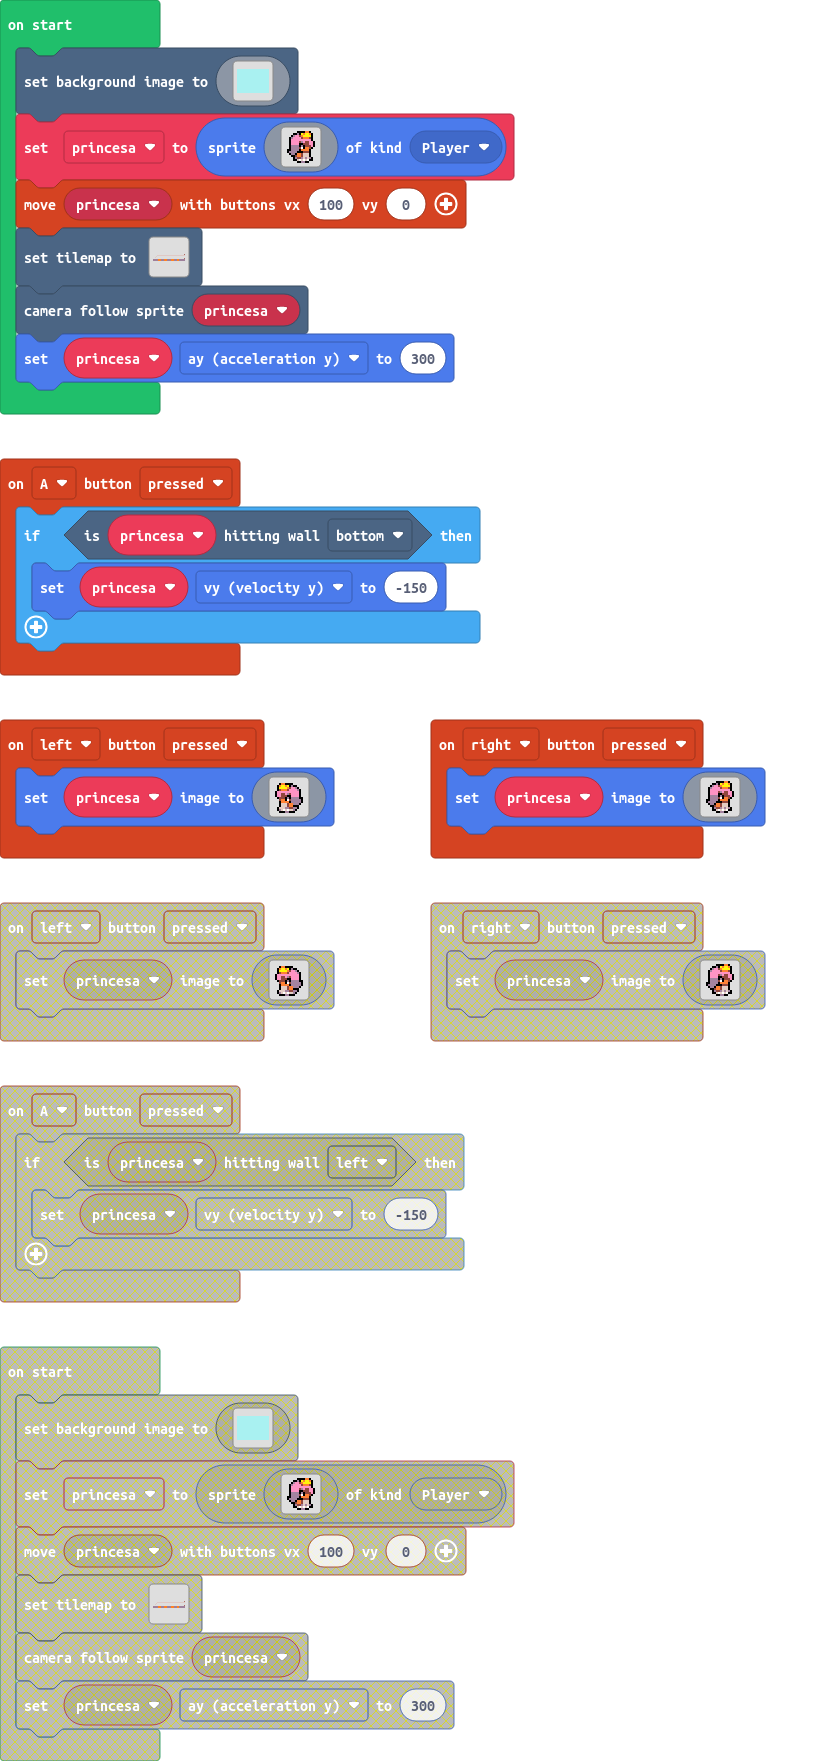 on start
set background image to
set princesa to sprite of kind Player
move princesa with buttons vx 100 vy 0
set tilemap to
camera follow sprite princesa
set princesa ay (acceleration y) to 300
on A button pressed
if is princesa hitting wall bottom then
set princesa vy (velocity y) to -150
on left button pressed
set princesa image to
on right button pressed
set princesa image to
on left button pressed
set princesa image to
on right button pressed
set princesa image to
on A button pressed
if is princesa hitting wall left then
set princesa vy (velocity y) to -150
on start
set background image to
set princesa to sprite of kind Player
move princesa with buttons vx 100 vy 0
set tilemap to
camera follow sprite princesa
set princesa ay (acceleration y) to 300